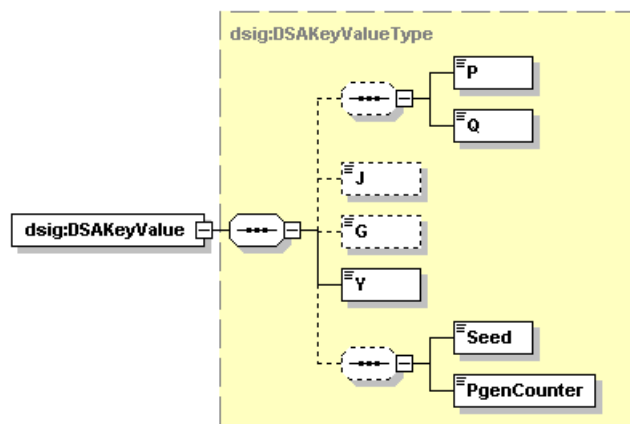 dsig:DSAKeyValueType
P
Q
J
G
dsig:DSAKeyValue
Y
Seed
PgenCounter